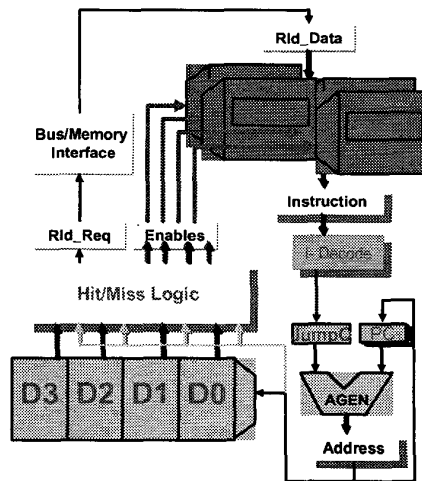 Rld_Data
Bus/Memory
Interface
Instruction
Rld_Req
Enables
I-Decode
Hit/Miss Logic
JumpC
PC
D3
D2
D1
D0
AGEN
Address